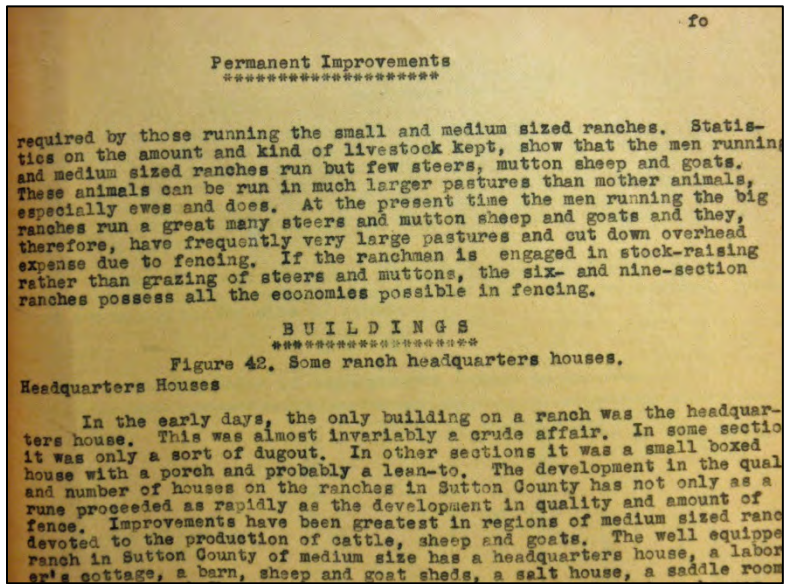 fo
Permanent Improvements
********************
required by those running the small and medium sized ranches. Statis-
tics on the amount and kind of livestock kept, show that the men running
and medium sized ranches run but few steers, mutton sheep and goats.
These animals can be run in much larger pastures than mother animals,
especially ewes and does. At the present time the men running the big
ranches run a great many steers and mutton sheep and goats and they,
therefore, have frequently very large pastures and cut down overhead
expense due to fencing. If the ranchman is engaged in stock-raising
rather than grazing of steers and muttons, the six- and nine-section
ranches possess all the economies possible in fencing.
B U I L D I N G S
*******************
Figure 42. Some ranch headquarters houses.
Headquarters Houses
In the early days, the only building on a ranch was the headquar-
ters house. This was almost invariably a crude affair. In some sectio
it was only a sort of dugout. In other sections it was a small boxed
house with a porch and probably a lean-to. The development in the qual
and number of houses on the ranches in Sutton County has not only as a
rune proceeded as rapidly as the development in quality and amount of
fence. Improvements have been greatest in regions of medium sized ranc
devoted to the production of cattle, sheep and goats. The well equippe
ranch in Sutton County of medium size has a headquarters house, a labor
er's cottage, a barn, sheep and goat sheds, a salt house, a saddle room